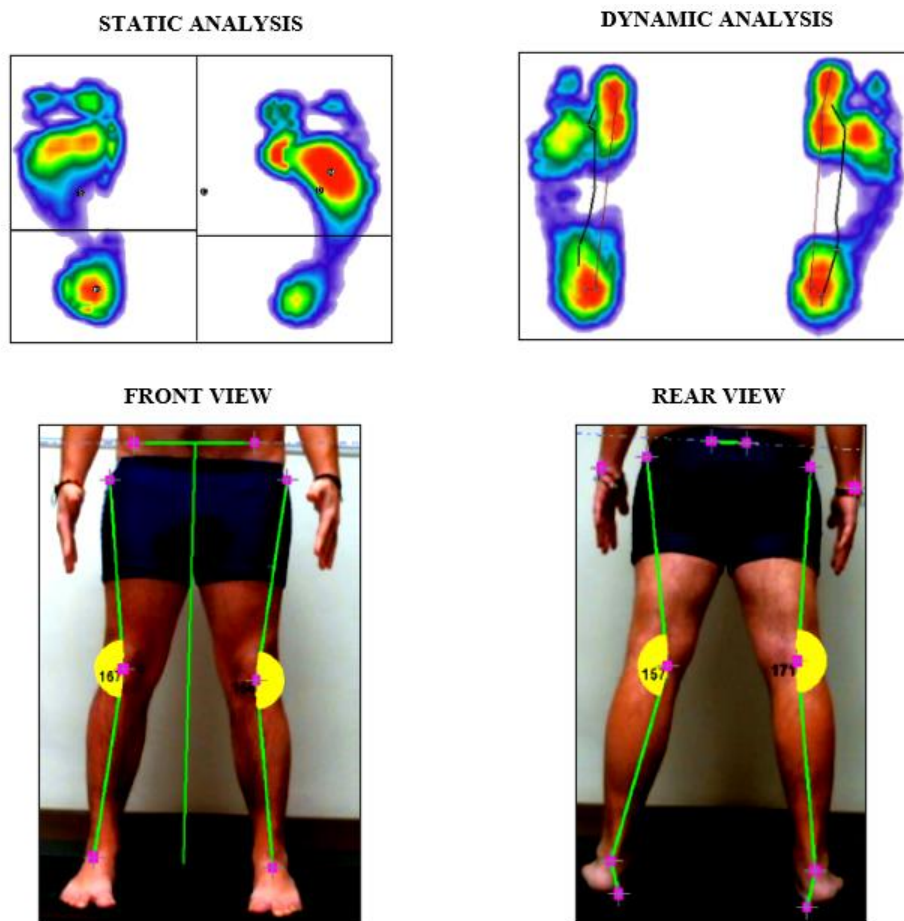 STATIC ANALYSIS
DYNAMIC ANALYSIS
FRONT VIEW
REAR VIEW
167
157
171